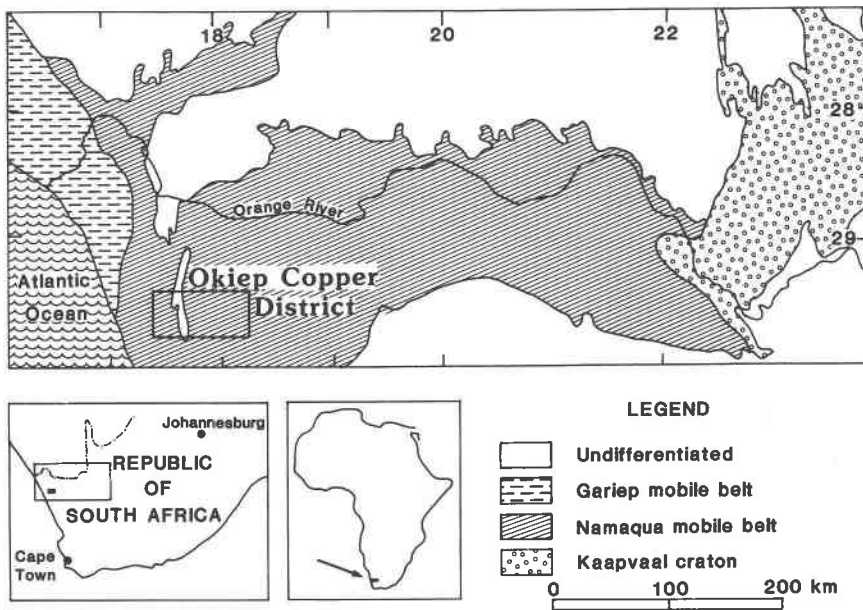 18
20
22
28
Orange River
29
Atlantic
Ocean
Okiep Copper
District
Johannesburg
REPUBLIC
OF
SOUTH AFRICA
Cape
Town
LEGEND
Undifferentiated
Gariep mobile belt
Namaqua mobile belt
Kaapvaal craton
0 100 200 km